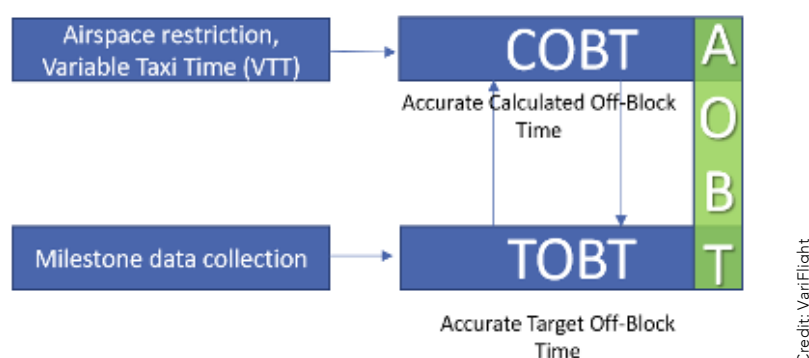 Airspace restriction,
Variable Taxi Time (VTT)
COBT
Accurate Calculated Off-Block
Time
A
O
B
T
Milestone data collection
TOBT
Accurate Target Off-Block
Time
Credit: VariFlight